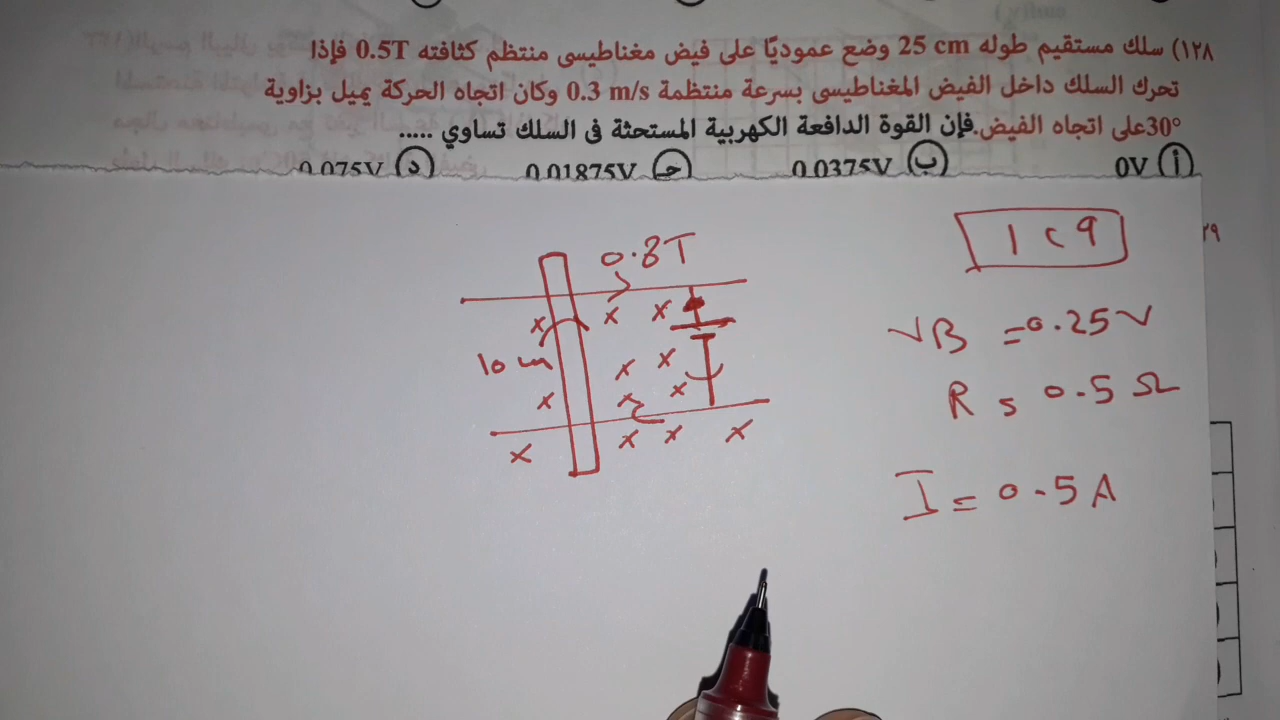 ١٢٨) سلك مستقيم طوله 25 cm وضع عموديًا على فيض مغناطيسى منتظم كثافته 0.5T فإذا
تحرك السلك داخل الفيض المغناطيسى بسرعة منتظمة 0.3 m/s وكان اتجاه الحركة يميل بزاوية
30° على اتجاه الفيض. فإن القوة الدافعة الكهربية المستحثة فى السلك تساوي .....
أ 0V ب 0.0375V جـ 0.01875V د 0.075V
0.8T
١٢٩
VB = 0.25 V
R = 0.5 Ω
I = 0.5 A